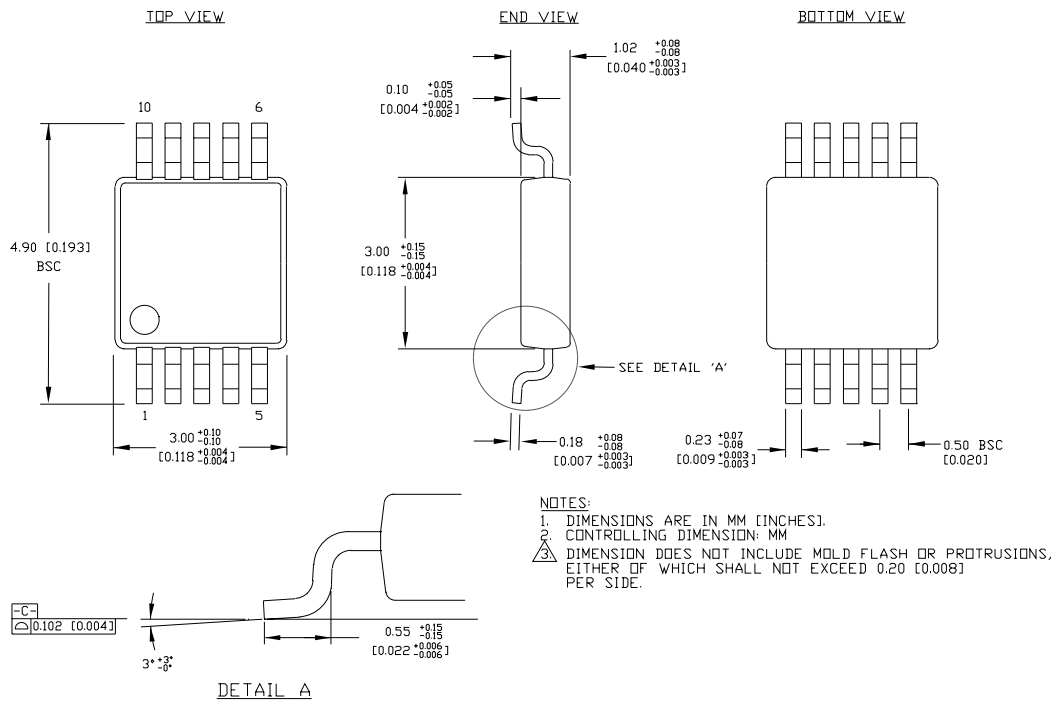 TOP VIEW
END VIEW
BOTTOM VIEW
10
6
4.90 [0.193]
BSC
1
5
3.00 +0.10 -0.10
[0.118 +0.004 -0.004]
1.02 +0.08 -0.08
[0.040 +0.003 -0.003]
0.10 +0.05 -0.05
[0.004 +0.002 -0.002]
3.00 +0.15 -0.15
[0.118 +0.004 -0.004]
SEE DETAIL 'A'
0.18 +0.08 -0.08
[0.007 +0.003 -0.003]
0.23 +0.07 -0.08
[0.009 +0.003 -0.003]
0.50 BSC
[0.020]
NOTES:
1. DIMENSIONS ARE IN MM [INCHES].
2. CONTROLLING DIMENSION: MM
3. DIMENSION DOES NOT INCLUDE MOLD FLASH OR PROTRUSIONS,
EITHER OF WHICH SHALL NOT EXCEED 0.20 [0.008]
PER SIDE.
-C-
0.102 [0.004]
3° +3° -0°
0.55 +0.15 -0.15
[0.022 +0.006 -0.006]
DETAIL A